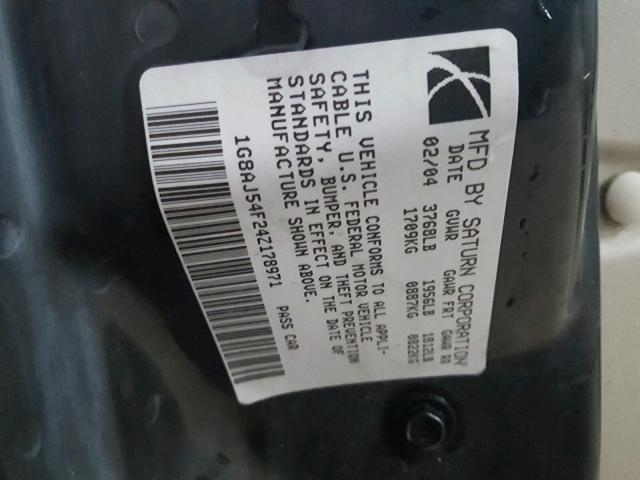 MFD BY SATURN CORPORATION
DATE GVWR GAWR FRT GAWR RR
02/04 3768LB 1956LB 1812LB
1709KG 0887KG 0822KG
THIS VEHICLE CONFORMS TO ALL APPLI-
CABLE U.S. FEDERAL MOTOR VEHICLE
SAFETY, BUMPER, AND THEFT PREVENTION
STANDARDS IN EFFECT ON THE DATE OF
MANUFACTURE SHOWN ABOVE.
1G8AJ54F24Z178971 PASS CAR